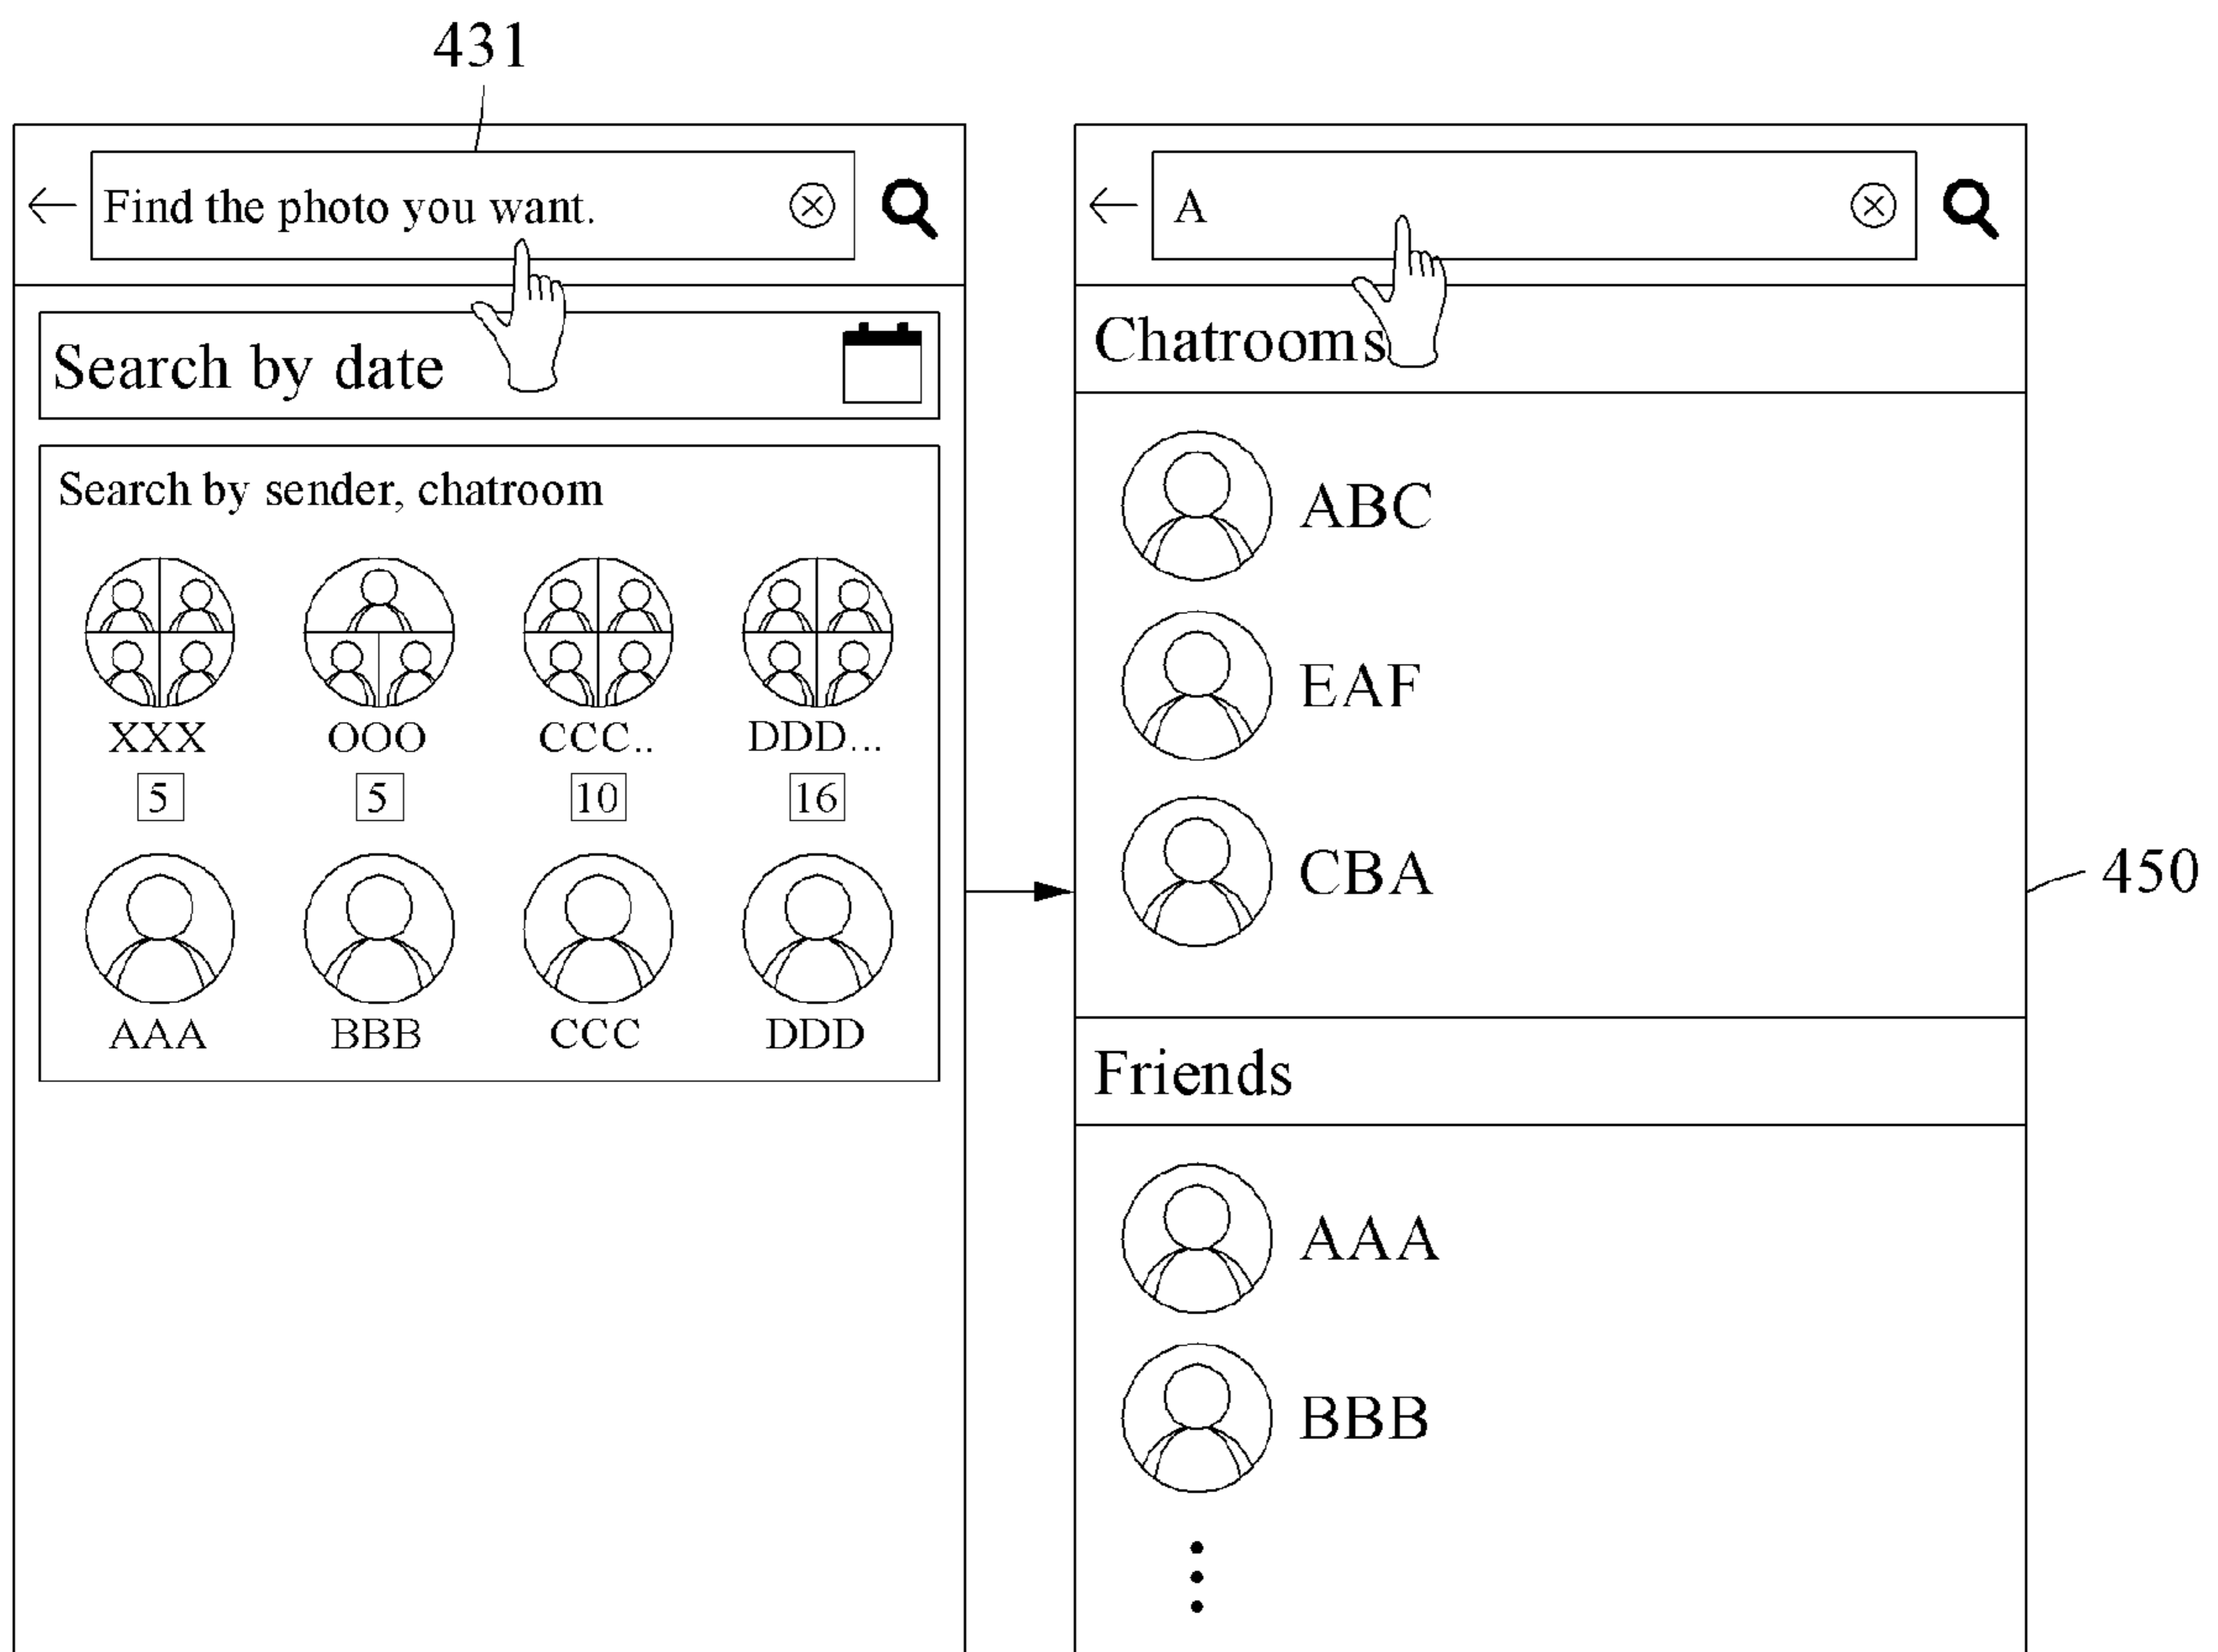 431
Find the photo you want.
Search by date
Search by sender, chatroom
XXX OOO CCC.. DDD...
5 5 10 16
AAA BBB CCC DDD
A
Chatrooms
ABC
EAF
CBA
450
Friends
AAA
BBB